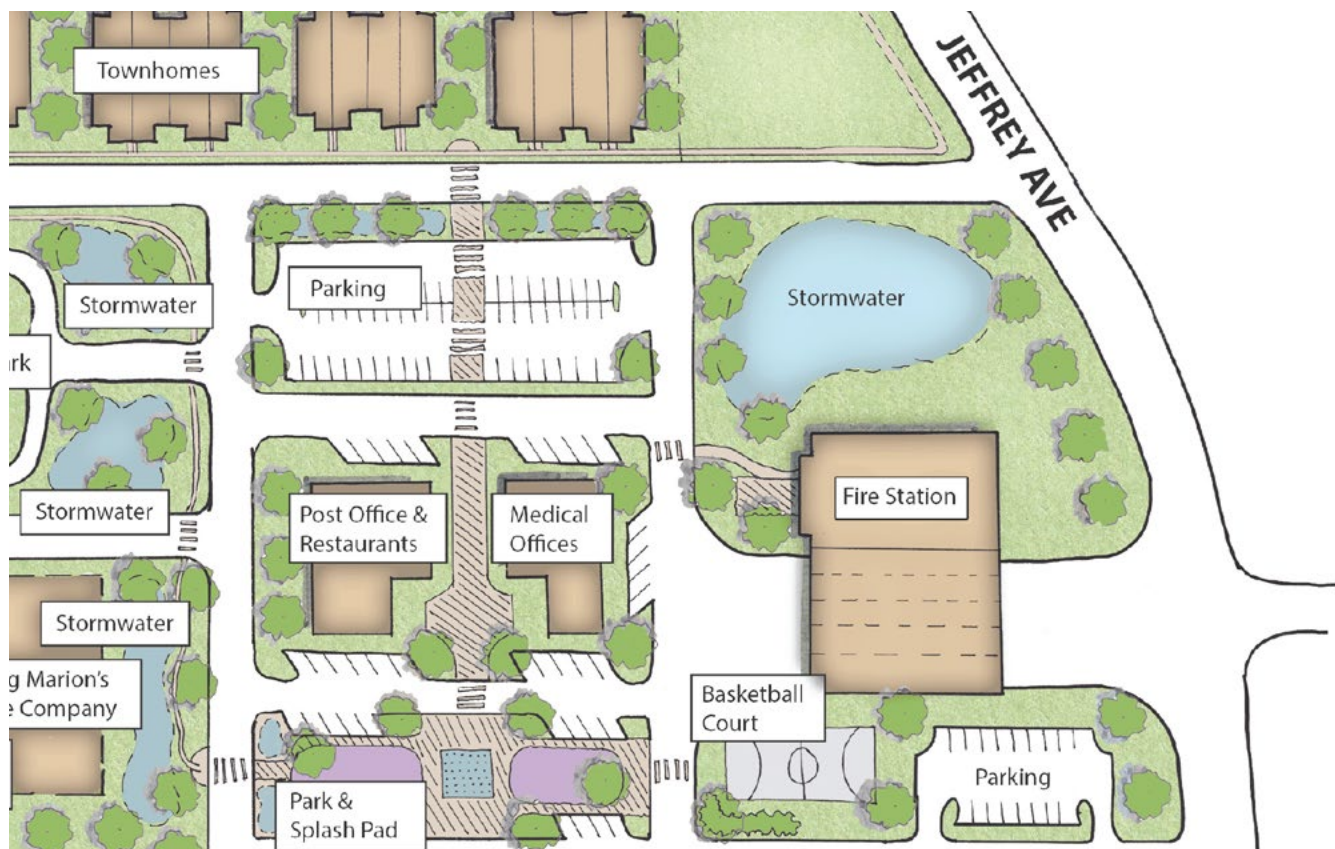 Townhomes
JEFFREY AVE
Stormwater
Parking
Stormwater
Stormwater
Post Office &
Restaurants
Medical
Offices
Fire Station
Stormwater
Marion's
Company
Basketball
Court
Park &
Splash Pad
Parking